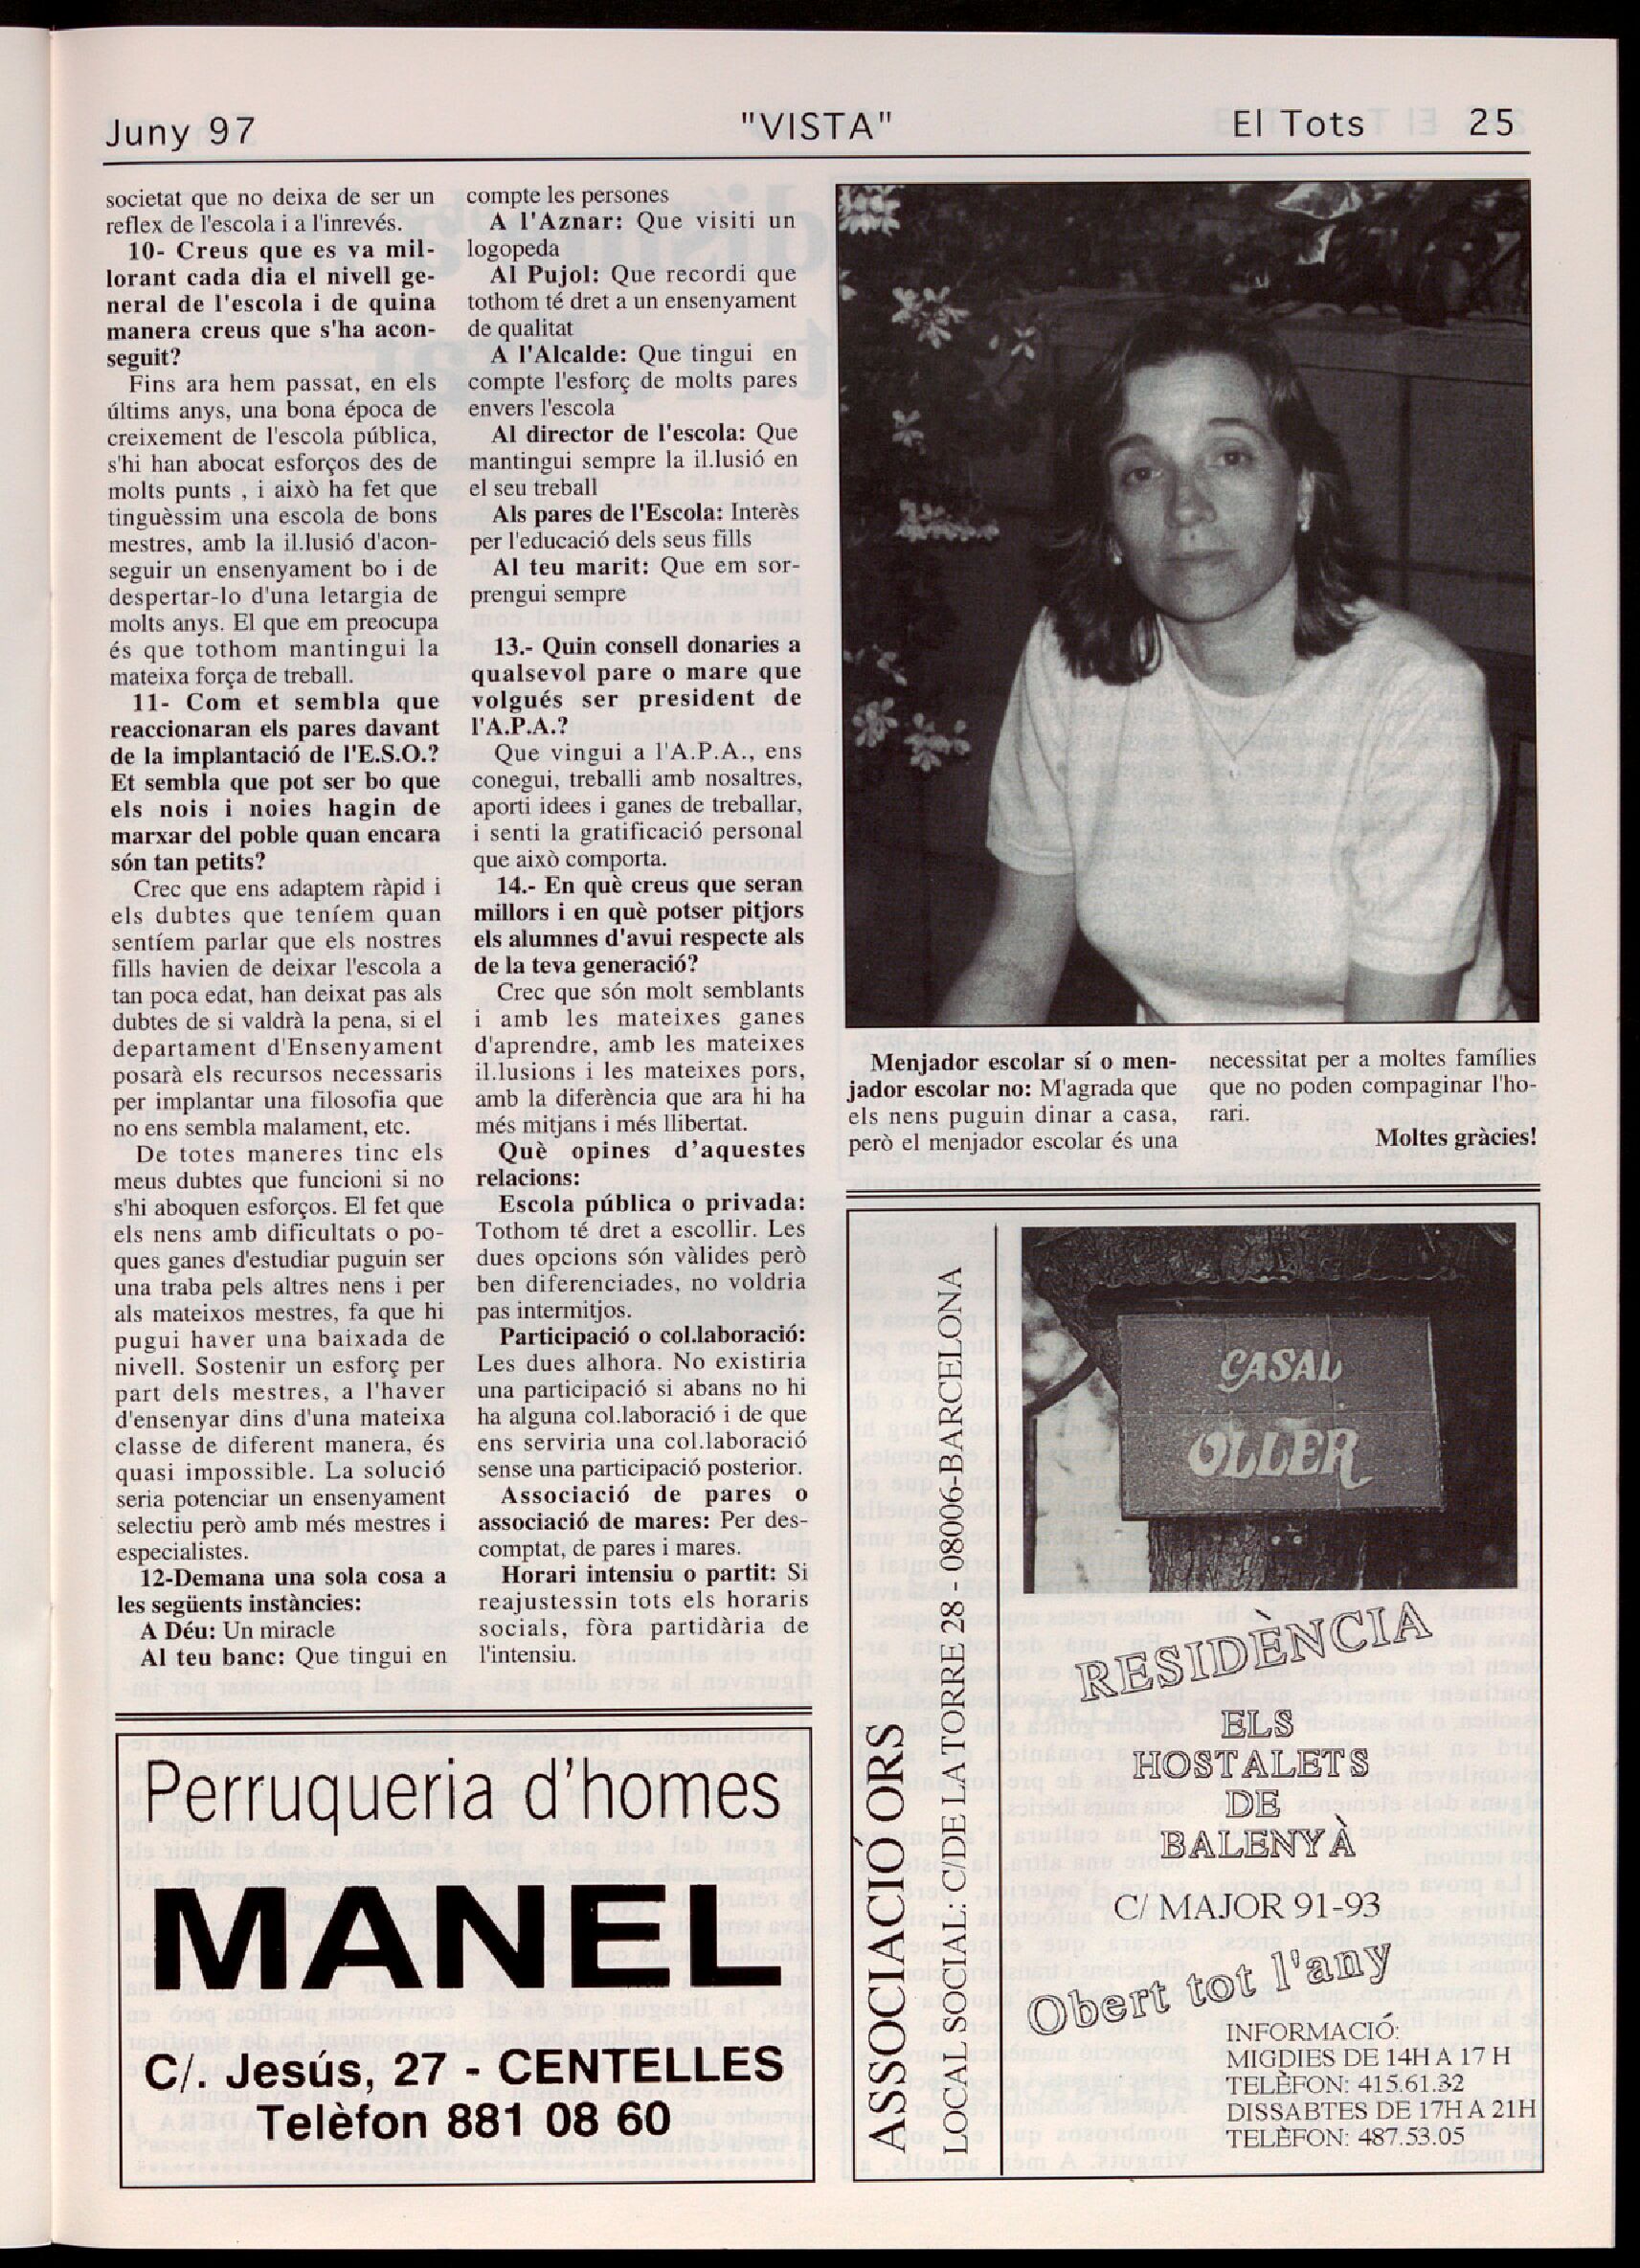 Juny 97
"VISTA"
El Tots 25
societat que no deixa de ser un
reflex de l'escola i a l'inrevés.
10- Creus que es va mil-
lorant cada dia el nivell ge-
neral de l'escola i de quina
manera creus que s'ha acon-
seguit?
Fins ara hem passat, en els
últims anys, una bona época de
creixement de l'escola pública,
s'hi han abocat esforços des de
molts punts , i això ha fet que
tinguèssim una escola de bons
mestres, amb la il.lusió d'acon-
seguir un ensenyament bo i de
despertar-lo d'una letargia de
molts anys. El que em preocupa
és que tothom mantingui la
mateixa força de treball.
11- Com et sembla que
reaccionaran els pares davant
de la implantació de l'E.S.O.?
Et sembla que pot ser bo que
els nois i noies hagin de
marxar del poble quan encara
són tan petits?
Crec que ens adaptem ràpid i
els dubtes que teníem quan
sentíem parlar que els nostres
fills havien de deixar l'escola a
tan poca edat, han deixat pas als
dubtes de si valdrà la pena, si el
departament d'Ensenyament
posarà els recursos necessaris
per implantar una filosofia que
no ens sembla malament, etc.
De totes maneres tinc els
meus dubtes que funcioni si no
s'hi aboquen esforços. El fet que
els nens amb dificultats o po-
ques ganes d'estudiar puguin ser
una traba pels altres nens i per
als mateixos mestres, fa que hi
pugui haver una baixada de
nivell. Sostenir un esforç per
part dels mestres, a l'haver
d'ensenyar dins d'una mateixa
classe de diferent manera, és
quasi impossible. La solució
seria potenciar un ensenyament
selectiu però amb més mestres i
especialistes.
12-Demana una sola cosa a
les següents instàncies:
A Déu: Un miracle
Al teu banc: Que tingui en
compte les persones
A l'Aznar: Que visiti un
logopeda
Al Pujol: Que recordi que
tothom té dret a un ensenyament
de qualitat
A l'Alcalde: Que tingui en
compte l'esforç de molts pares
envers l'escola
Al director de l'escola: Que
mantingui sempre la il.lusió en
el seu treball
Als pares de l'Escola: Interès
per l'educació dels seus fills
Al teu marit: Que em sor-
prengui sempre
13.- Quin consell donaries a
qualsevol pare o mare que
volgués ser president de
l'A.P.A.?
Que vingui a l'A.P.A., ens
conegui, treballi amb nosaltres,
aporti idees i ganes de treballar,
i senti la gratificació personal
que això comporta.
14.- En què creus que seran
millors i en què potser pitjors
els alumnes d'avui respecte als
de la teva generació?
Crec que són molt semblants
i amb les mateixes ganes
d'aprendre, amb les mateixes
il.lusions i les mateixes pors,
amb la diferència que ara hi ha
més mitjans i més llibertat.
Què opines d'aquestes
relacions:
Escola pública o privada:
Tothom té dret a escollir. Les
dues opcions són vàlides però
ben diferenciades, no voldria
pas intermitjos.
Participació o col.laboració:
Les dues alhora. No existiria
una participació si abans no hi
ha alguna col.laboració i de que
ens serviria una col.laboració
sense una participació posterior.
Associació de pares o
associació de mares: Per des-
comptat, de pares i mares.
Horari intensiu o partit: Si
reajustessin tots els horaris
socials, fòra partidària de
l'intensiu.
Menjador escolar sí o men-
jador escolar no: M'agrada que
els nens puguin dinar a casa,
però el menjador escolar és una
necessitat per a moltes famílies
que no poden compaginar l'ho-
rari.
Moltes gràcies!
Perruqueria d'homes
MANEL
C/. Jesús, 27 - CENTELLES
Telèfon 881 08 60
ASSOCIACIÓ ORS
LOCAL SOCIAL: C/DE LA TORRE 28 - 08006-BARCELONA
CASAL
OLLER
RESIDÈNCIA
ELS
HOSTALETS
DE
BALENYÀ
C/ MAJOR 91-93
Obert tot l'any
INFORMACIÓ:
MIGDIES DE 14H A 17 H
TELÈFON: 415.61.32
DISSABTES DE 17H A 21H
TELÈFON: 487.53.05